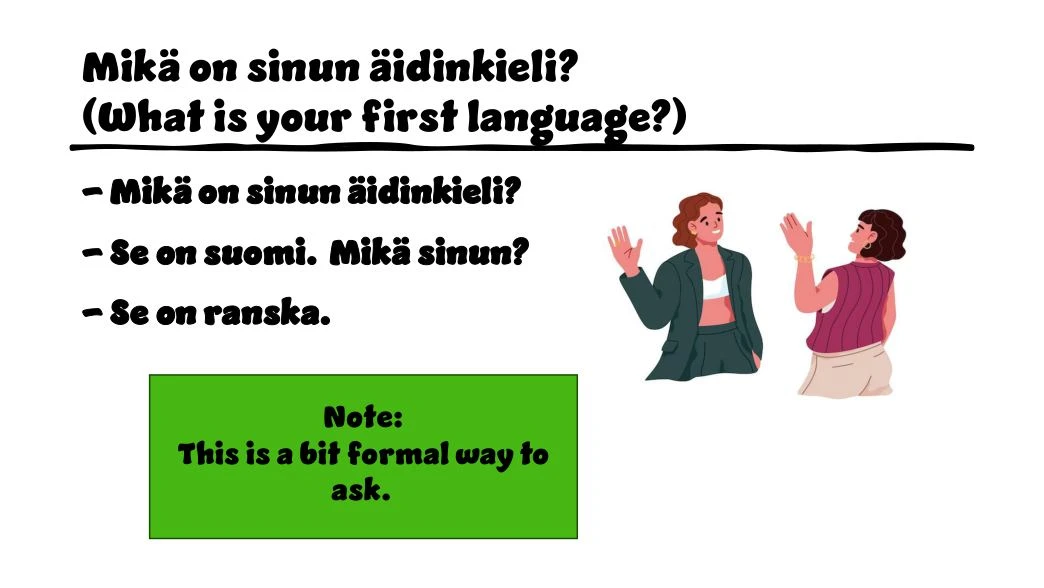 Mikä on sinun äidinkieli?
(What is your first language?)
– Mikä on sinun äidinkieli?
– Se on suomi.  Mikä sinun?
– Se on ranska.
Note:
This is a bit formal way to
ask.